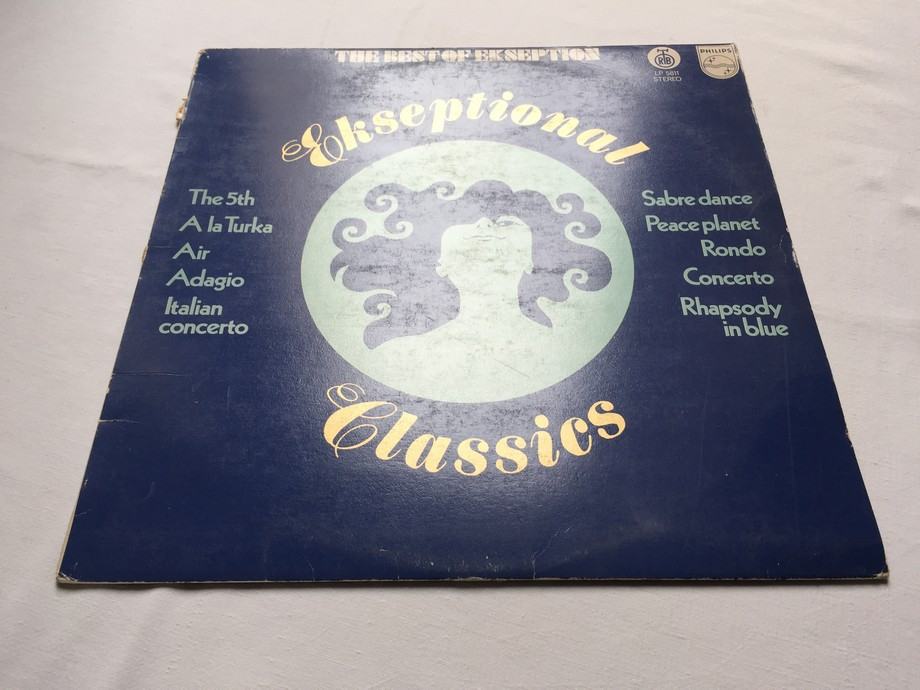 THE BEST OF EKSEPTION
RTB
LP 5811
STEREO
PHILIPS
Ekseptional
The 5th
A la Turka
Air
Adagio
Italian
concerto
Sabre dance
Peace planet
Rondo
Concerto
Rhapsody
in blue
Classics